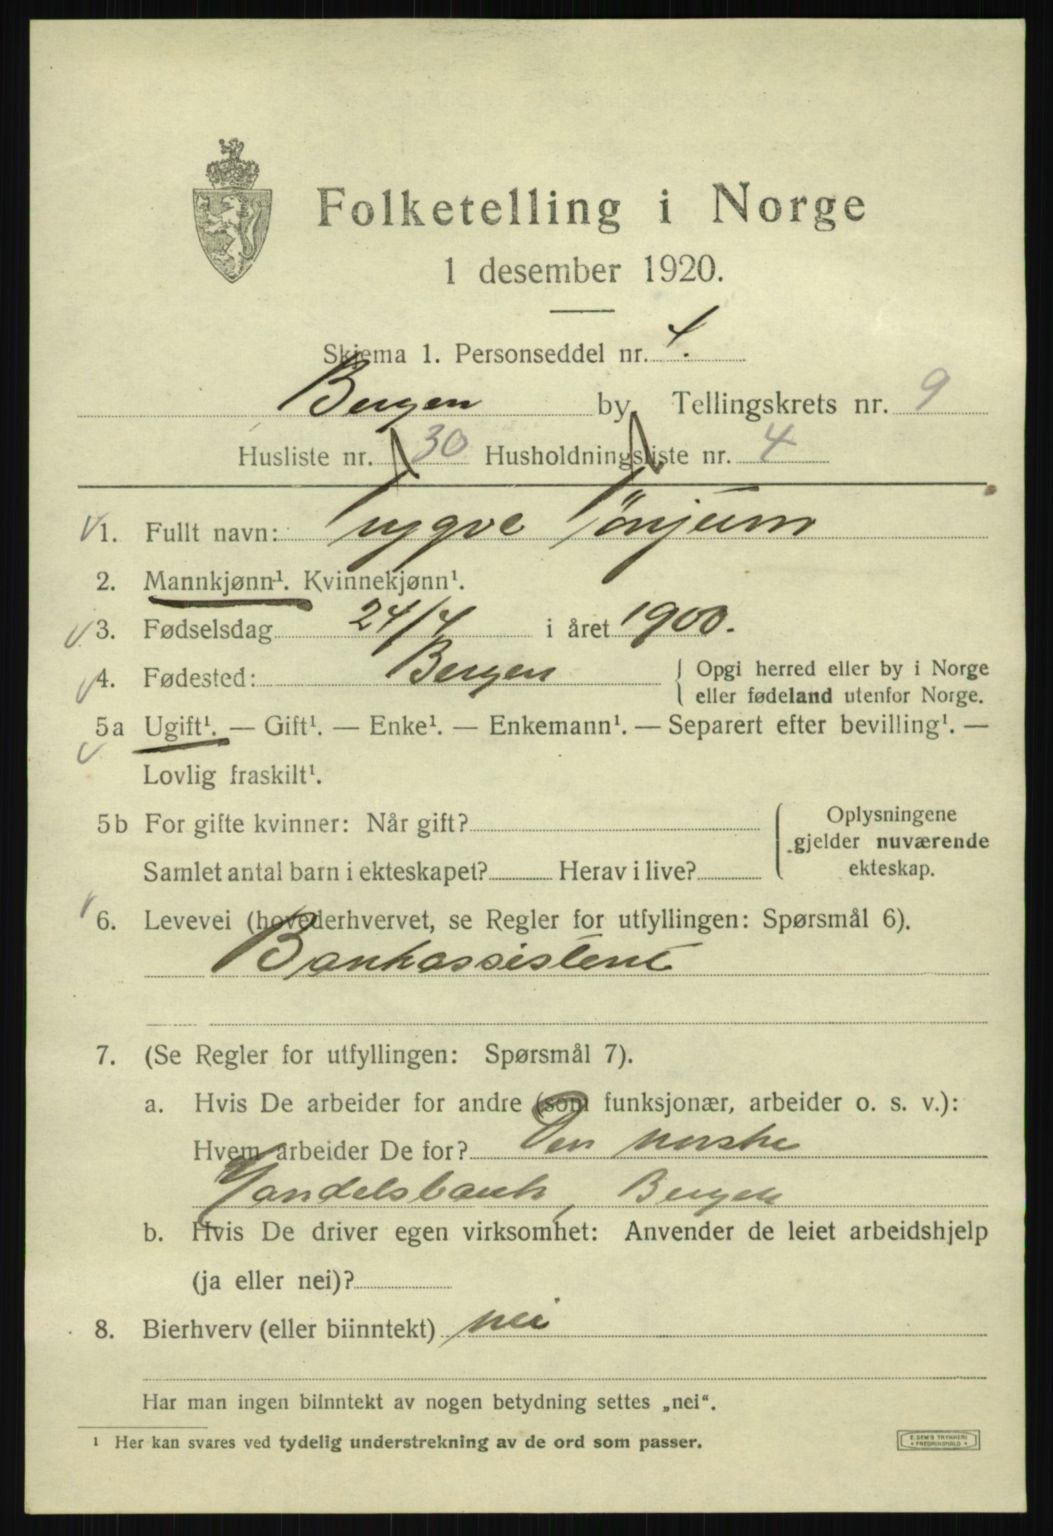 Folketelling i Norge
1 desember 1920.
Skjema 1. Personseddel nr. 4.
Bergen by Tellingskrets nr. 9
Husliste nr. 30 Husholdningsliste nr. 4
1. Fullt navn: Trygve Tønjum
2. Mannkjønn¹. Kvinnekjønn¹.
3. Fødselsdag 24/4 i året 1900.
4. Fødested: Bergen Opgi herred eller by i Norge
eller fødeland utenfor Norge.
5a Ugift¹. — Gift¹. — Enke¹. — Enkemann¹. — Separert efter bevilling¹. —
Lovlig fraskilt¹.
5b For gifte kvinner: Når gift? Oplysningene
gjelder nuværende
Samlet antal barn i ekteskapet? Herav i live? ekteskap.
6. Levevei (hovederhvervet, se Regler for utfyllingen: Spørsmål 6).
Bankassistent
7. (Se Regler for utfyllingen: Spørsmål 7).
a. Hvis De arbeider for andre (som funksjonær, arbeider o. s. v.):
Hvem arbeider De for? Den norske
Handelsbank, Bergen
b. Hvis De driver egen virksomhet: Anvender de leiet arbeidshjelp
(ja eller nei)?
8. Bierhverv (eller biinntekt) nei
Har man ingen biinntekt av nogen betydning settes „nei“.
¹ Her kan svares ved tydelig understrekning av de ord som passer.
E. SEM'S TRYKKERI
• FREDRIKSHALD •